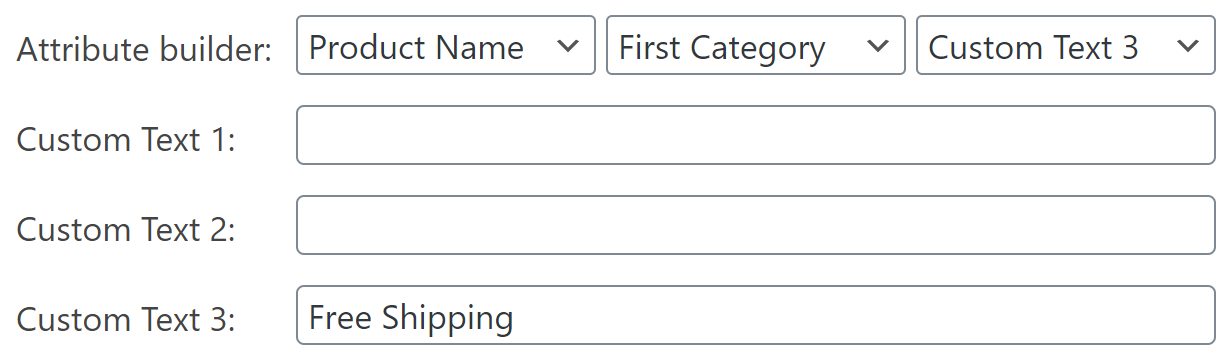 Attribute builder: Product Name First Category Custom Text 3
Custom Text 1:
Custom Text 2:
Custom Text 3: Free Shipping